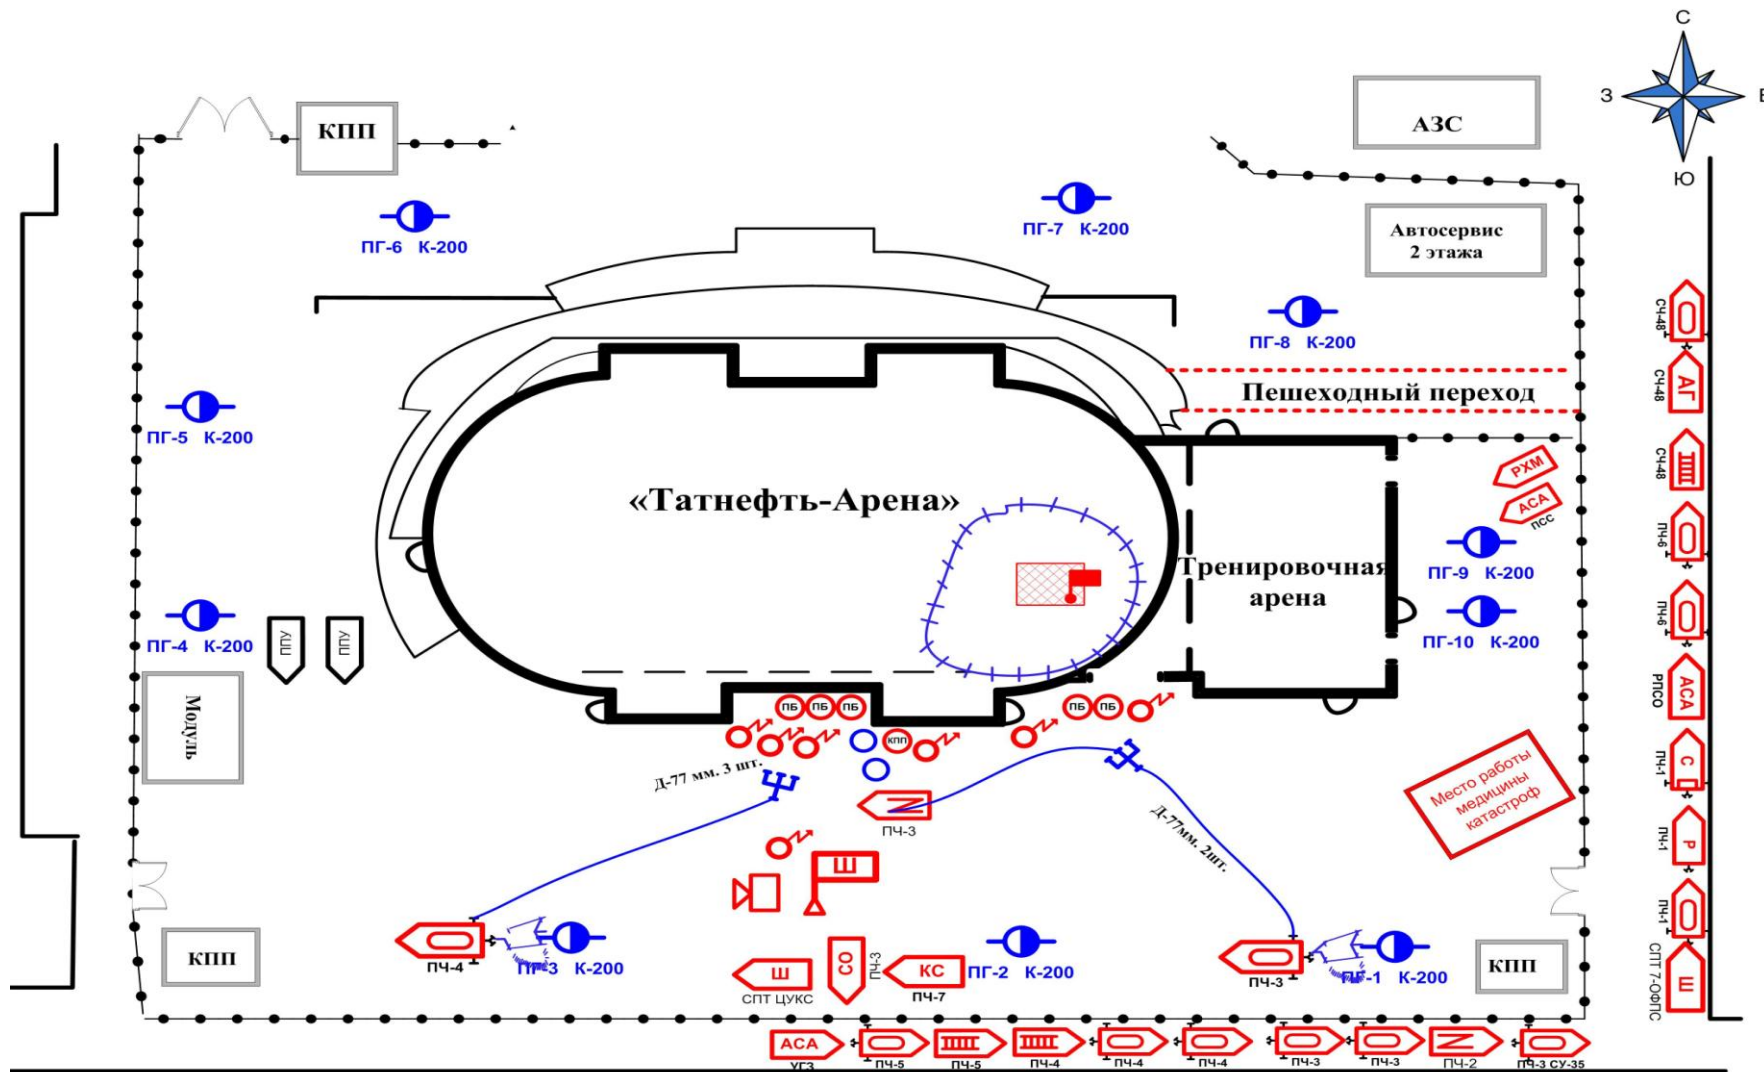 С
З
В
Ю
КПП
АЗС
Автосервис
2 этажа
ПГ-6 К-200
ПГ-7 К-200
ПГ-8 К-200
Пешеходный переход
ПГ-5 К-200
«Татнефть-Арена»
Тренировочная
арена
РХМ
АСА
ПСС
ПГ-9 К-200
ПГ-10 К-200
ПГ-4 К-200
ППУ
ППУ
Модуль
ПБ
ПБ
ПБ
КПП
ПБ
ПБ
Д-77 мм. 3 шт.
Д-77мм. 2шт.
ПЧ-3
Место работы
медицины
катастроф
Ш
КПП
ПЧ-4
ПГ-3 К-200
Ш
СПТ ЦУКС
СО
ПЧ-3
КС
ПЧ-7
ПГ-2 К-200
ПЧ-3
ПГ-1 К-200
КПП
СЧ-48
АГ
СЧ-48
СЧ-48
ПЧ-6
ПЧ-6
АСА
РПСО
С
ПЧ-1
Р
ПЧ-1
ПЧ-1
Ш
СПТ 7-ОФПС
АСА
УГЗ
ПЧ-5
ПЧ-5
ПЧ-4
ПЧ-4
ПЧ-4
ПЧ-3
ПЧ-3
ПЧ-2
ПЧ-3 СУ-35